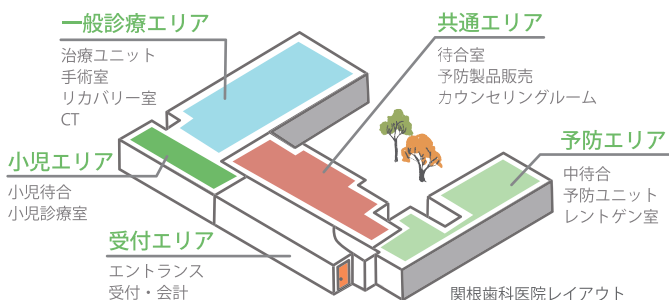 一般診療エリア
治療ユニット
手術室
リカバリー室
CT
共通エリア
待合室
予防製品販売
カウンセリングルーム
小児エリア
小児待合
小児診療室
予防エリア
中待合
予防ユニット
レントゲン室
受付エリア
エントランス
受付・会計
関根歯科医院レイアウト